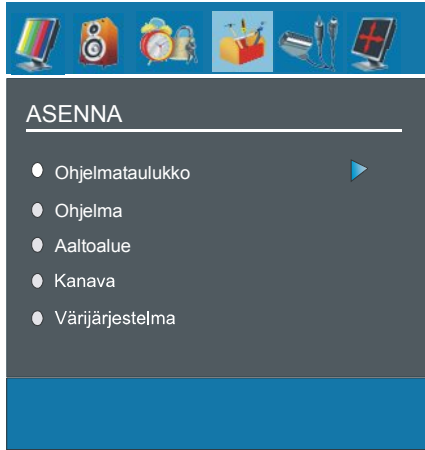 ASENNA
Ohjelmataulukko
Ohjelma
Aaltoalue
Kanava
Värijärjestelma